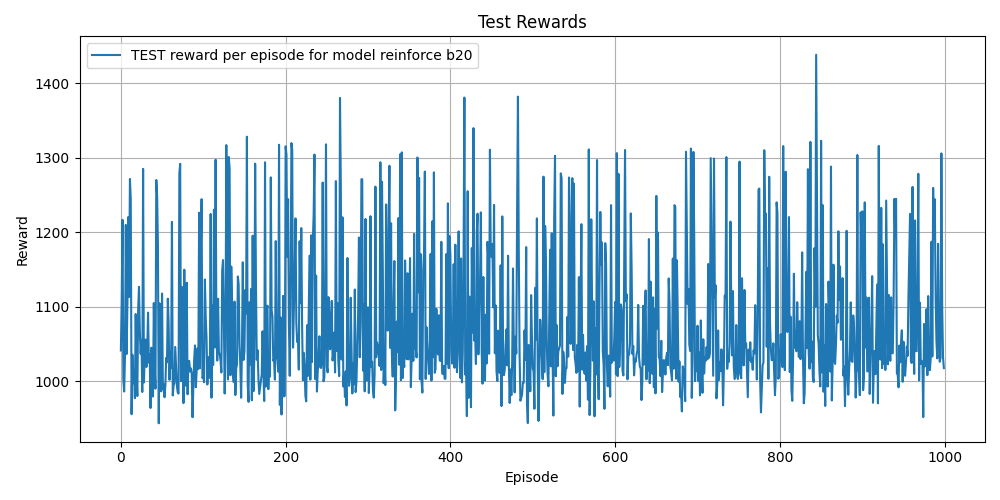 Test Rewards
TEST reward per episode for model reinforce b20
Reward
1400
1300
1200
1100
1000
0
200
400
600
800
1000
Episode